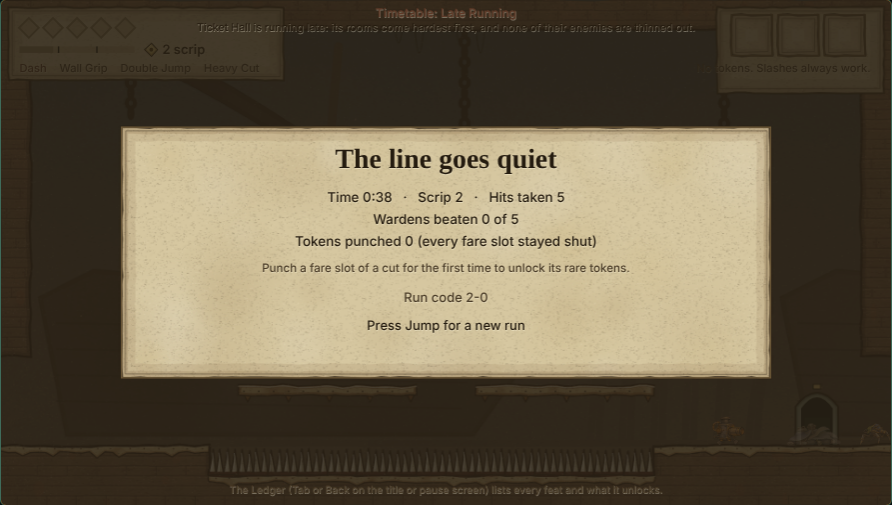 Timetable: Late Running
Ticket Hall is running late: its rooms come hardest first, and none of their enemies are thinned out.
2 scrip
Dash Wall Grip Double Jump Heavy Cut
tokens. Slashes always work.
The line goes quiet
Time 0:38 · Scrip 2 · Hits taken 5
Wardens beaten 0 of 5
Tokens punched 0 (every fare slot stayed shut)
Punch a fare slot of a cut for the first time to unlock its rare tokens.
Run code 2-0
Press Jump for a new run
The Ledger (Tab or Back on the title or pause screen) lists every feat and what it unlocks.